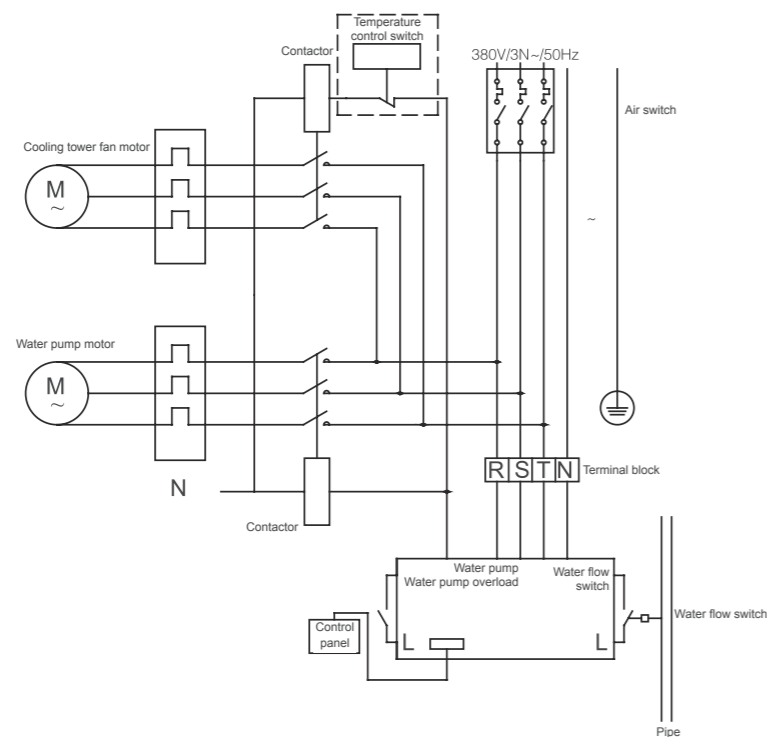 Temperature
control switch
Contactor
380V/3N~/50Hz
Air switch
Cooling tower fan motor
M
~
~
Water pump motor
M
~
R S T N
Terminal block
N
Contactor
Water pump
Water pump overload
Water flow
switch
Water flow switch
Control
panel
L
L
Pipe